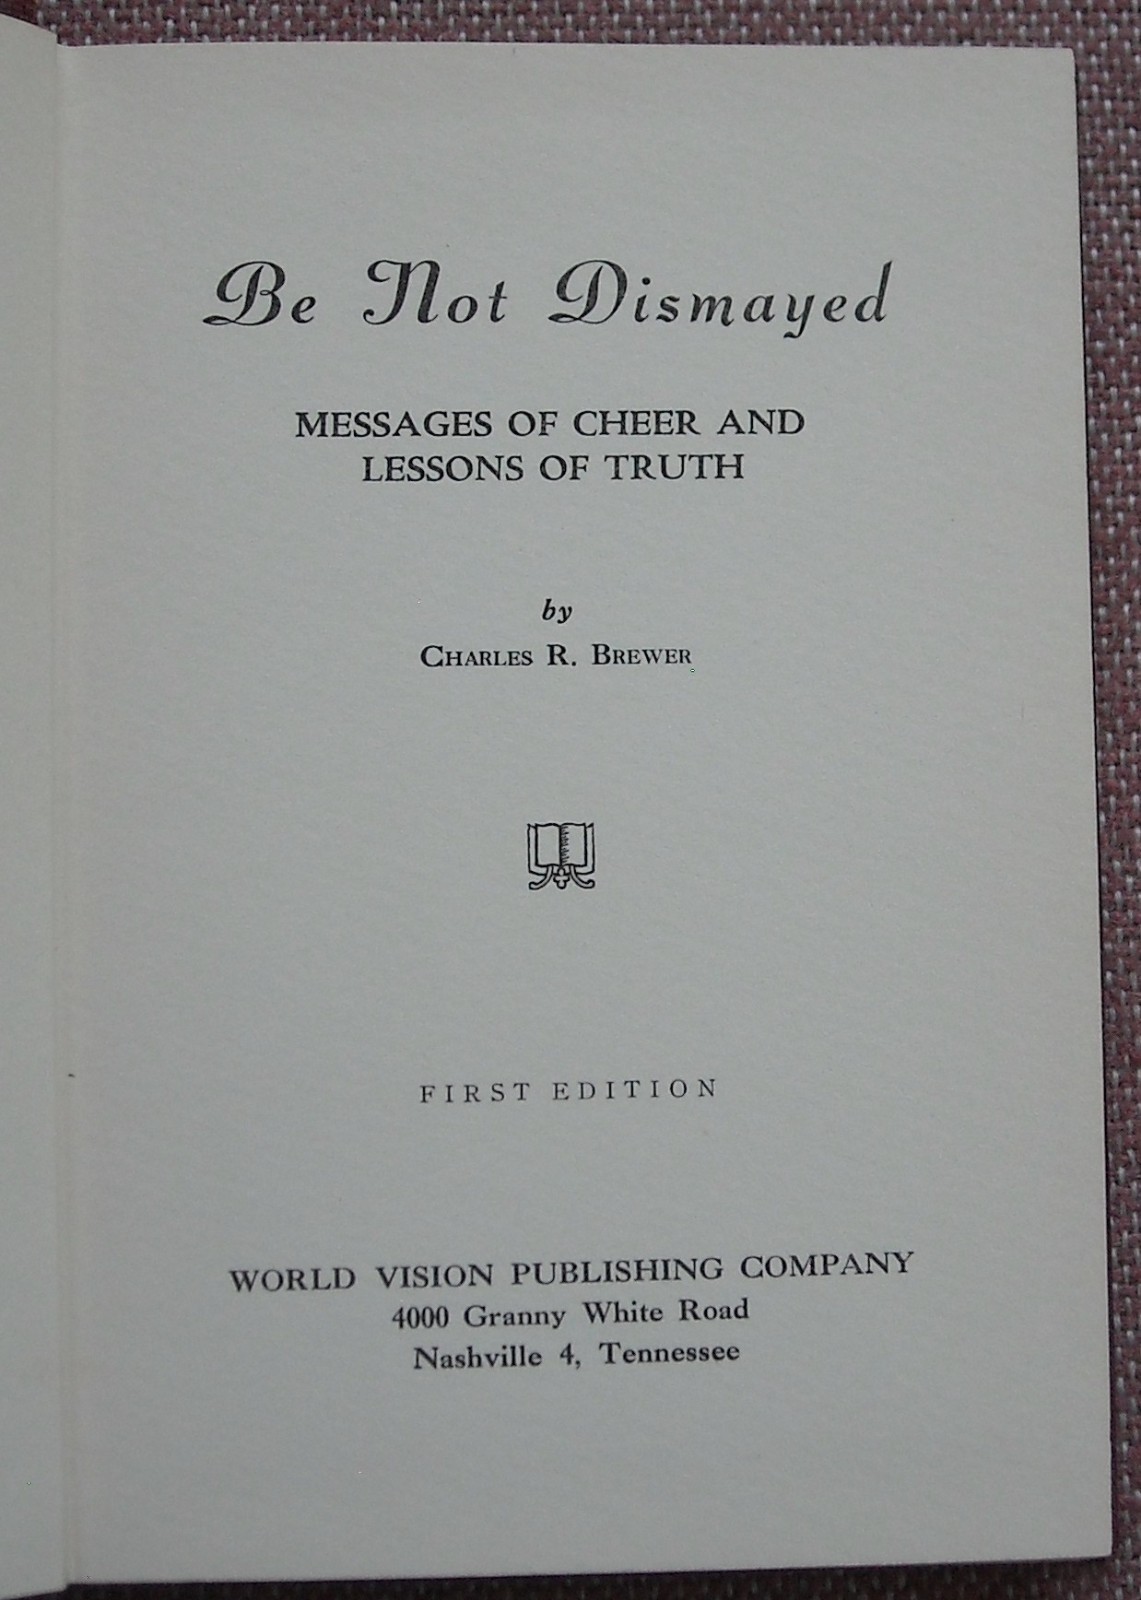 Be Not Dismayed
MESSAGES OF CHEER AND
LESSONS OF TRUTH
by
CHARLES R. BREWER
FIRST EDITION
WORLD VISION PUBLISHING COMPANY
4000 Granny White Road
Nashville 4, Tennessee